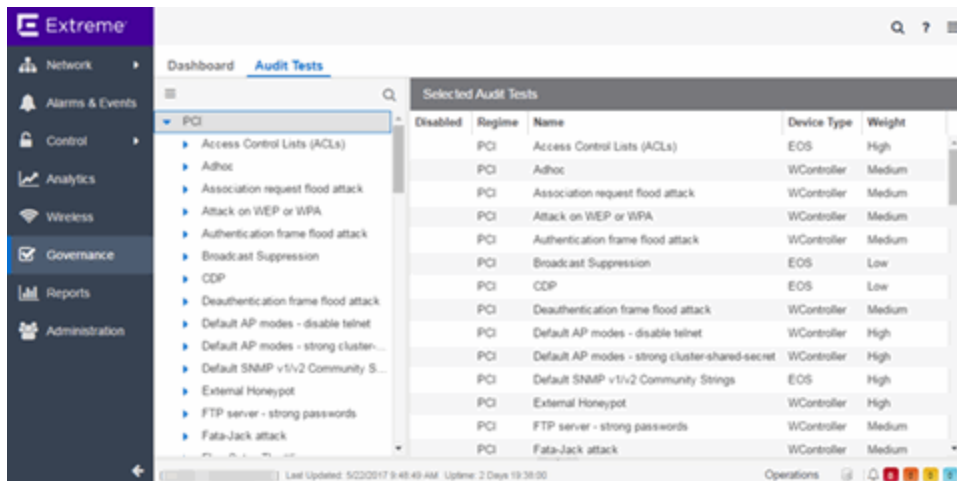 Extreme
Network
Alarms & Events
Control
Analytics
Wireless
Governance
Reports
Administration
Dashboard Audit Tests
PCI
Access Control Lists (ACLs)
Adhoc
Association request flood attack
Attack on WEP or WPA
Authentication frame flood attack
Broadcast Suppression
CDP
Deauthentication frame flood attack
Default AP modes - disable telnet
Default AP modes - strong cluster-...
Default SNMP v1/v2 Community S...
External Honeypot
FTP server - strong passwords
Fata-Jack attack
Selected Audit Tests
Disabled Regime Name Device Type Weight
PCI Access Control Lists (ACLs) EOS High
PCI Adhoc WController Medium
PCI Association request flood attack WController Medium
PCI Attack on WEP or WPA WController Medium
PCI Authentication frame flood attack WController Medium
PCI Broadcast Suppression EOS Low
PCI CDP EOS Low
PCI Deauthentication frame flood attack WController Medium
PCI Default AP modes - disable telnet WController High
PCI Default AP modes - strong cluster-shared-secret WController High
PCI Default SNMP v1/v2 Community Strings EOS High
PCI External Honeypot WController High
PCI FTP server - strong passwords WController Medium
PCI Fata-Jack attack WController Medium
Last Updated: 5/22/2017 9:48:49 AM Uptime: 2 Days 19:38:00 Operations